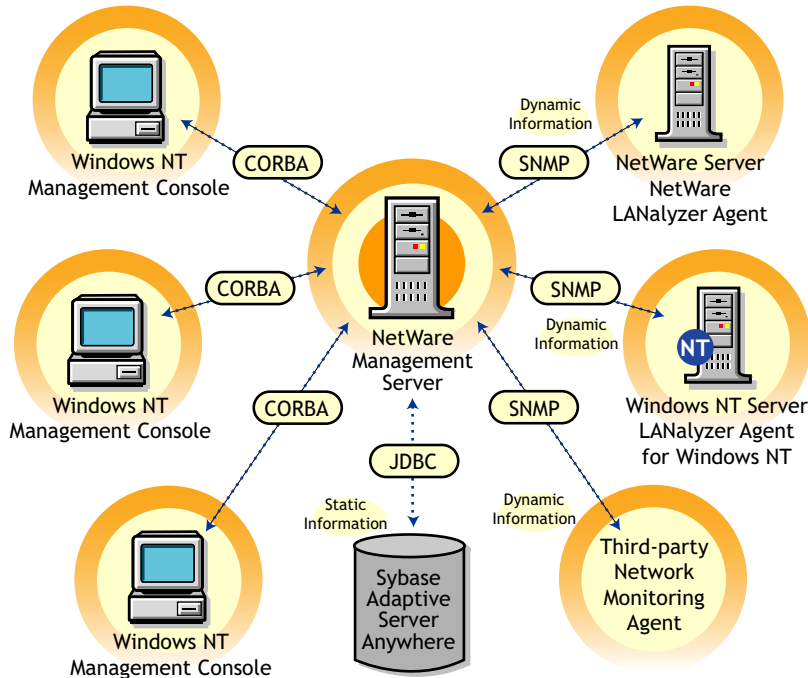 Windows NT
Management Console
CORBA
Dynamic
Information
SNMP
NetWare Server
NetWare
LANalyzer Agent
Windows NT
Management Console
CORBA
NetWare
Management
Server
SNMP
Dynamic
Information
NT
Windows NT Server
LANalyzer Agent
for Windows NT
CORBA
SNMP
JDBC
Static
Information
Dynamic
Information
Windows NT
Management Console
Sybase
Adaptive
Server
Anywhere
Third-party
Network
Monitoring
Agent